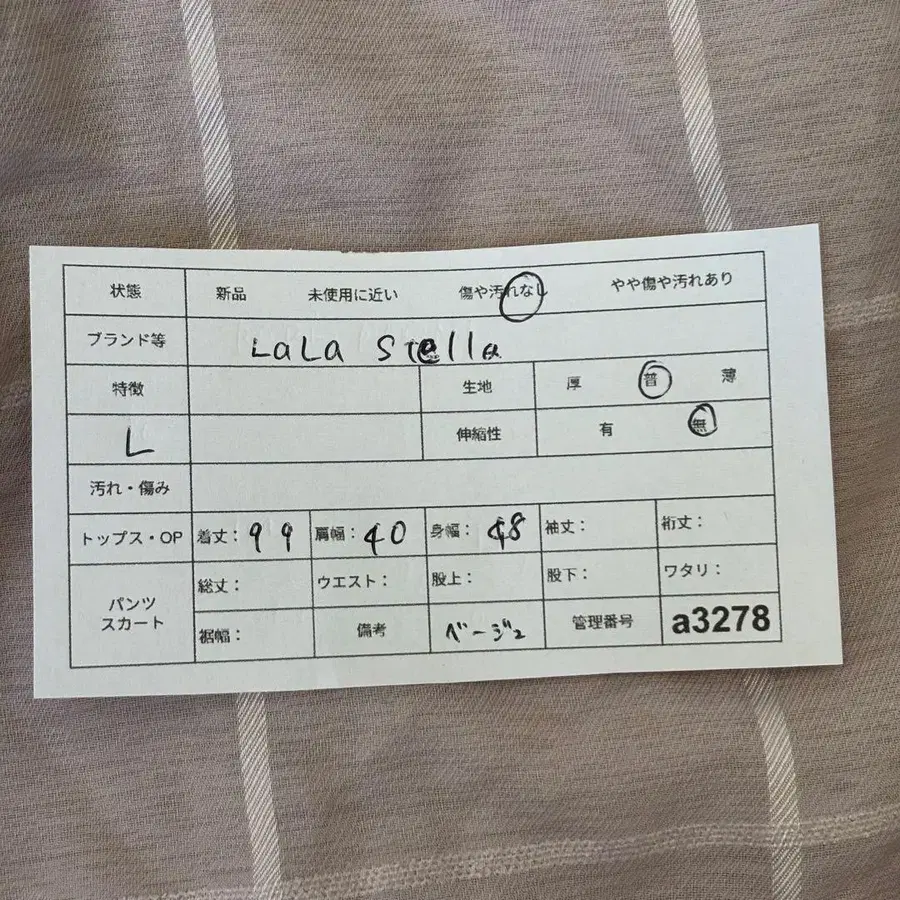 状態 新品 未使用に近い 傷や汚れなし やや傷や汚れあり
ブランド等 LaLa Stella
特徴 生地 厚 普 薄
L 伸縮性 有 無
汚れ・傷み
トップス・OP 着丈：99 肩幅：40 身幅：48 袖丈： 裄丈：
パンツ スカート 総丈： ウエスト： 股上： 股下： ワタリ：
裾幅： 備考 ベージュ 管理番号 a3278